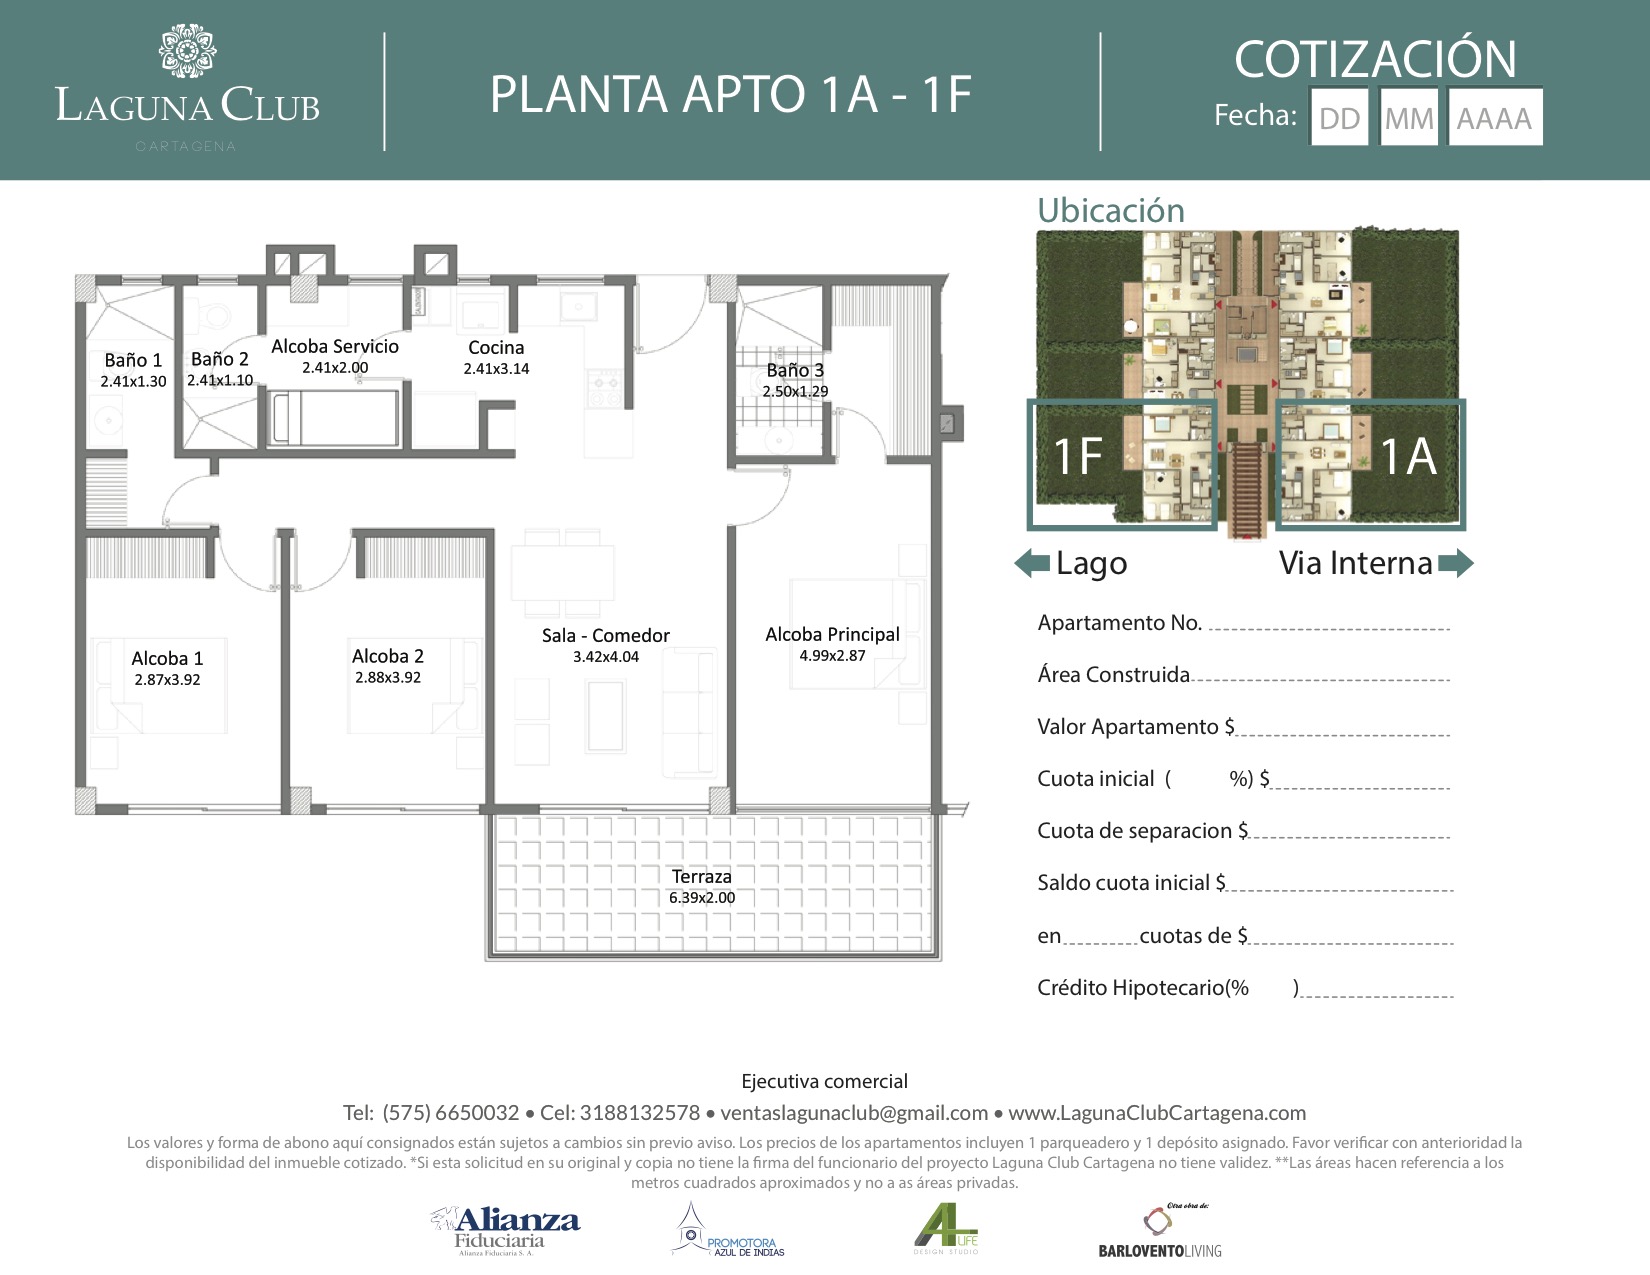 LAGUNA CLUB
CARTAGENA
PLANTA APTO 1A - 1F
COTIZACIÓN
Fecha: DD MM AAAA
Ubicación
1F
1A
Lago
Via Interna
Baño 1
2.41x1.30
Baño 2
2.41x1.10
Alcoba Servicio
2.41x2.00
Cocina
2.41x3.14
Baño 3
2.50x1.29
Alcoba 1
2.87x3.92
Alcoba 2
2.88x3.92
Sala - Comedor
3.42x4.04
Alcoba Principal
4.99x2.87
Terraza
6.39x2.00
Apartamento No.
Área Construida
Valor Apartamento $
Cuota inicial ( %) $
Cuota de separacion $
Saldo cuota inicial $
en cuotas de $
Crédito Hipotecario(% )
Ejecutiva comercial
Tel: (575) 6650032 • Cel: 3188132578 • ventaslagunaclub@gmail.com • www.LagunaClubCartagena.com
Los valores y forma de abono aquí consignados están sujetos a cambios sin previo aviso. Los precios de los apartamentos incluyen 1 parqueadero y 1 depósito asignado. Favor verificar con anterioridad la
disponibilidad del inmueble cotizado. *Si esta solicitud en su original y copia no tiene la firma del funcionario del proyecto Laguna Club Cartagena no tiene validez. **Las áreas hacen referencia a los
metros cuadrados aproximados y no a as áreas privadas.
Alianza
Fiduciaria
Alianza Fiduciaria S. A.
PROMOTORA
AZUL DE INDIAS
A4LIFE
DESIGN STUDIO
Otra obra de:
BARLOVENTO LIVING